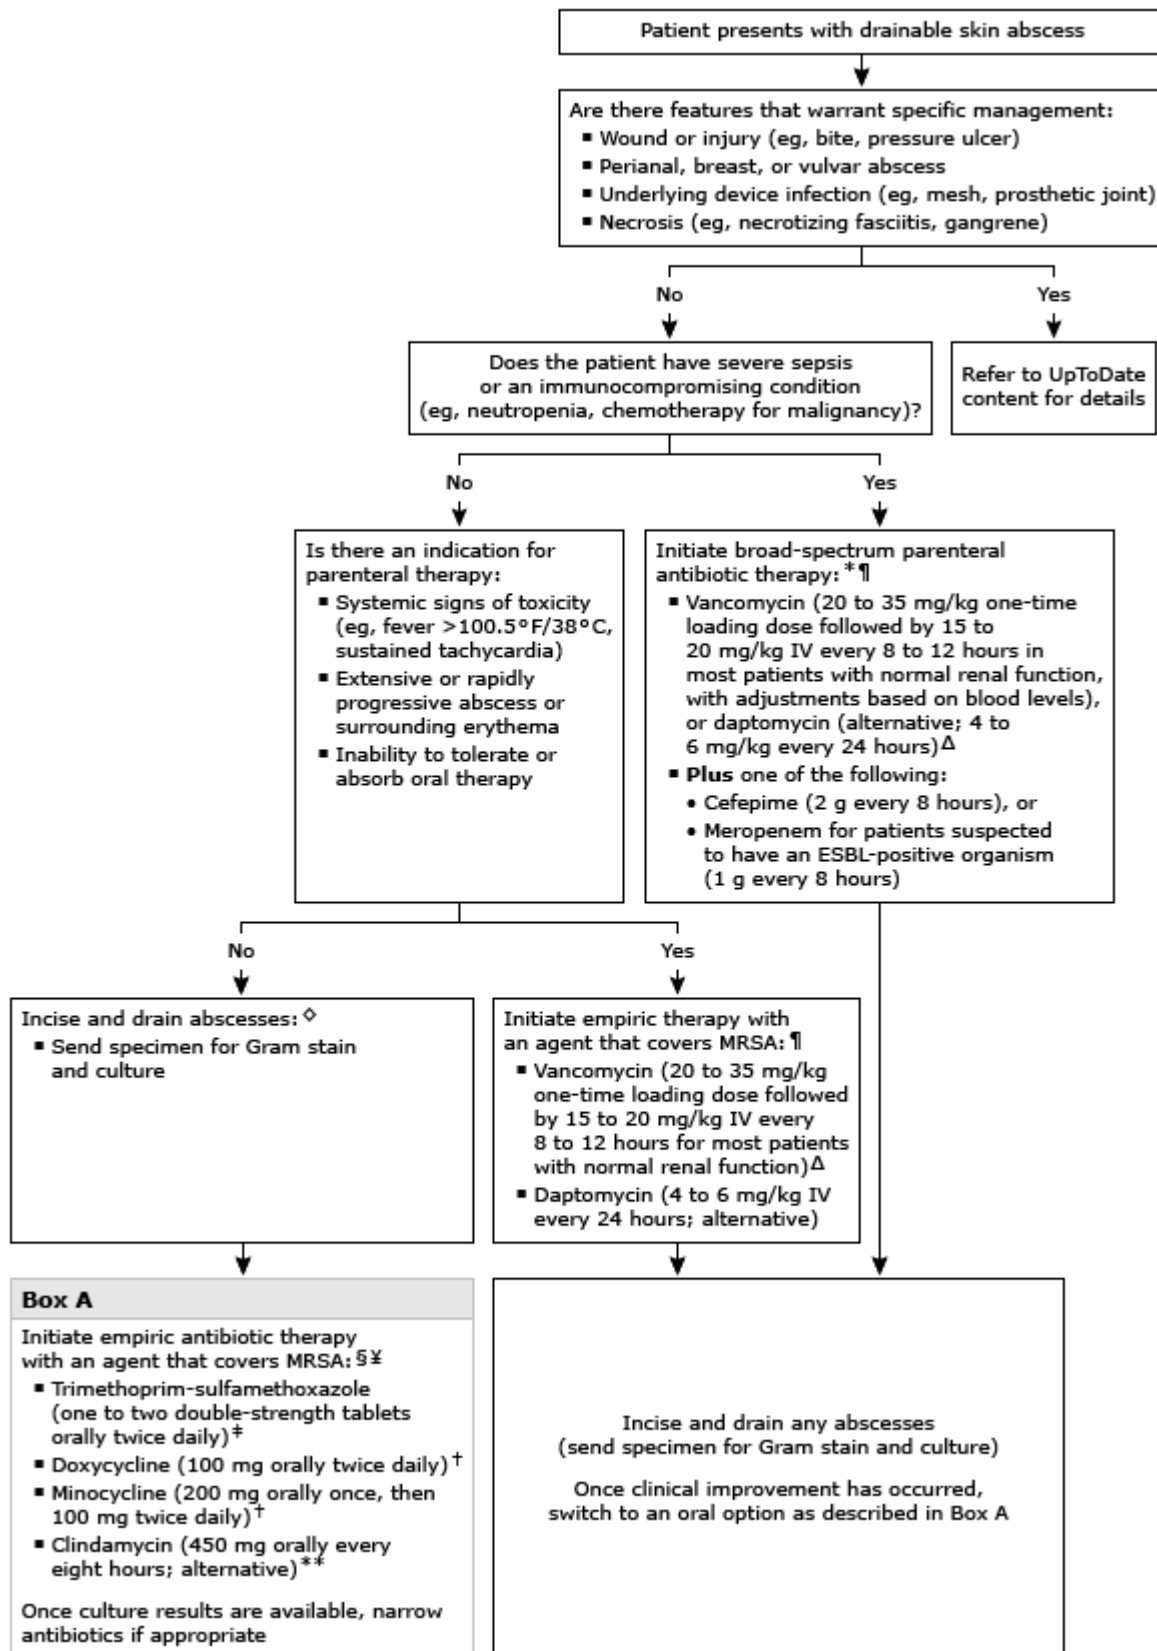 Patient presents with drainable skin abscess
Are there features that warrant specific management:
▪ Wound or injury (eg, bite, pressure ulcer)
▪ Perianal, breast, or vulvar abscess
▪ Underlying device infection (eg, mesh, prosthetic joint)
▪ Necrosis (eg, necrotizing fasciitis, gangrene)
No
Yes
Does the patient have severe sepsis
or an immunocompromising condition
(eg, neutropenia, chemotherapy for malignancy)?
Refer to UpToDate
content for details
No
Yes
Is there an indication for
parenteral therapy:
▪ Systemic signs of toxicity
(eg, fever >100.5°F/38°C,
sustained tachycardia)
▪ Extensive or rapidly
progressive abscess or
surrounding erythema
▪ Inability to tolerate or
absorb oral therapy
Initiate broad-spectrum parenteral
antibiotic therapy:*¶
▪ Vancomycin (20 to 35 mg/kg one-time
loading dose followed by 15 to
20 mg/kg IV every 8 to 12 hours in
most patients with normal renal function,
with adjustments based on blood levels),
or daptomycin (alternative; 4 to
6 mg/kg every 24 hours)Δ
▪ Plus one of the following:
• Cefepime (2 g every 8 hours), or
• Meropenem for patients suspected
to have an ESBL-positive organism
(1 g every 8 hours)
No
Yes
Incise and drain abscesses:◇
▪ Send specimen for Gram stain
and culture
Initiate empiric therapy with
an agent that covers MRSA:¶
▪ Vancomycin (20 to 35 mg/kg
one-time loading dose followed
by 15 to 20 mg/kg IV every
8 to 12 hours for most patients
with normal renal function)Δ
▪ Daptomycin (4 to 6 mg/kg IV
every 24 hours; alternative)
Box A
Initiate empiric antibiotic therapy
with an agent that covers MRSA:§¥
▪ Trimethoprim-sulfamethoxazole
(one to two double-strength tablets
orally twice daily)‡
▪ Doxycycline (100 mg orally twice daily)†
▪ Minocycline (200 mg orally once, then
100 mg twice daily)†
▪ Clindamycin (450 mg orally every
eight hours; alternative)**
Once culture results are available, narrow
antibiotics if appropriate
Incise and drain any abscesses
(send specimen for Gram stain and culture)
Once clinical improvement has occurred,
switch to an oral option as described in Box A